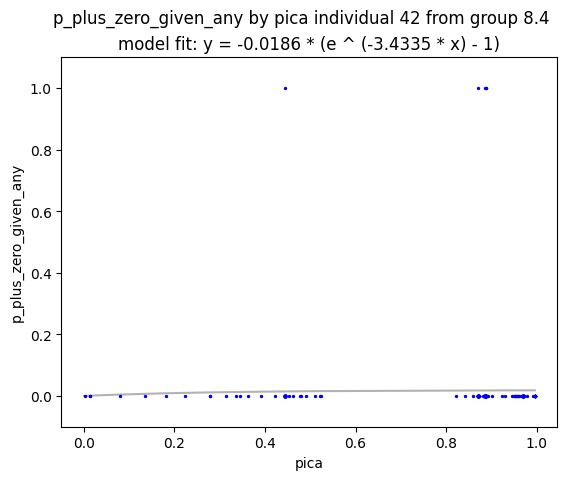 p_plus_zero_given_any by pica individual 42 from group 8.4
model fit: y = -0.0186 * (e ^ (-3.4335 * x) - 1)
1.0
0.8
0.6
0.4
0.2
0.0
p_plus_zero_given_any
0.0 0.2 0.4 0.6 0.8 1.0
pica